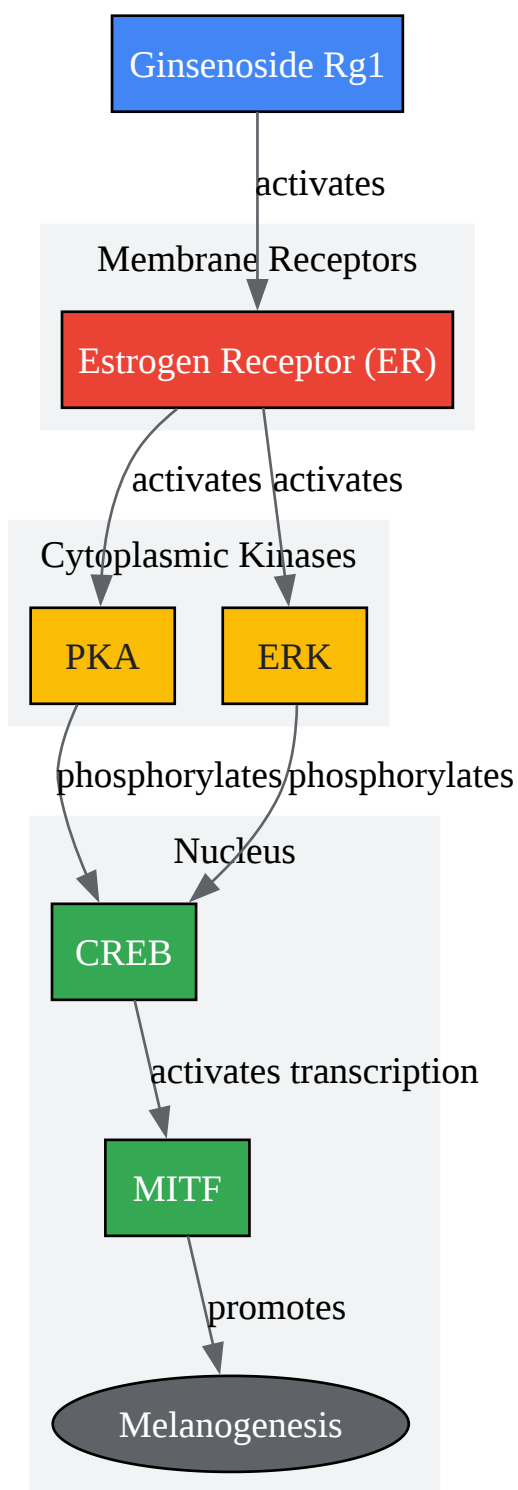 Ginsenoside Rg1
activates
Membrane Receptors
Estrogen Receptor (ER)
activates
activates
Cytoplasmic Kinases
PKA
ERK
phosphorylates
phosphorylates
Nucleus
CREB
activates transcription
MITF
promotes
Melanogenesis